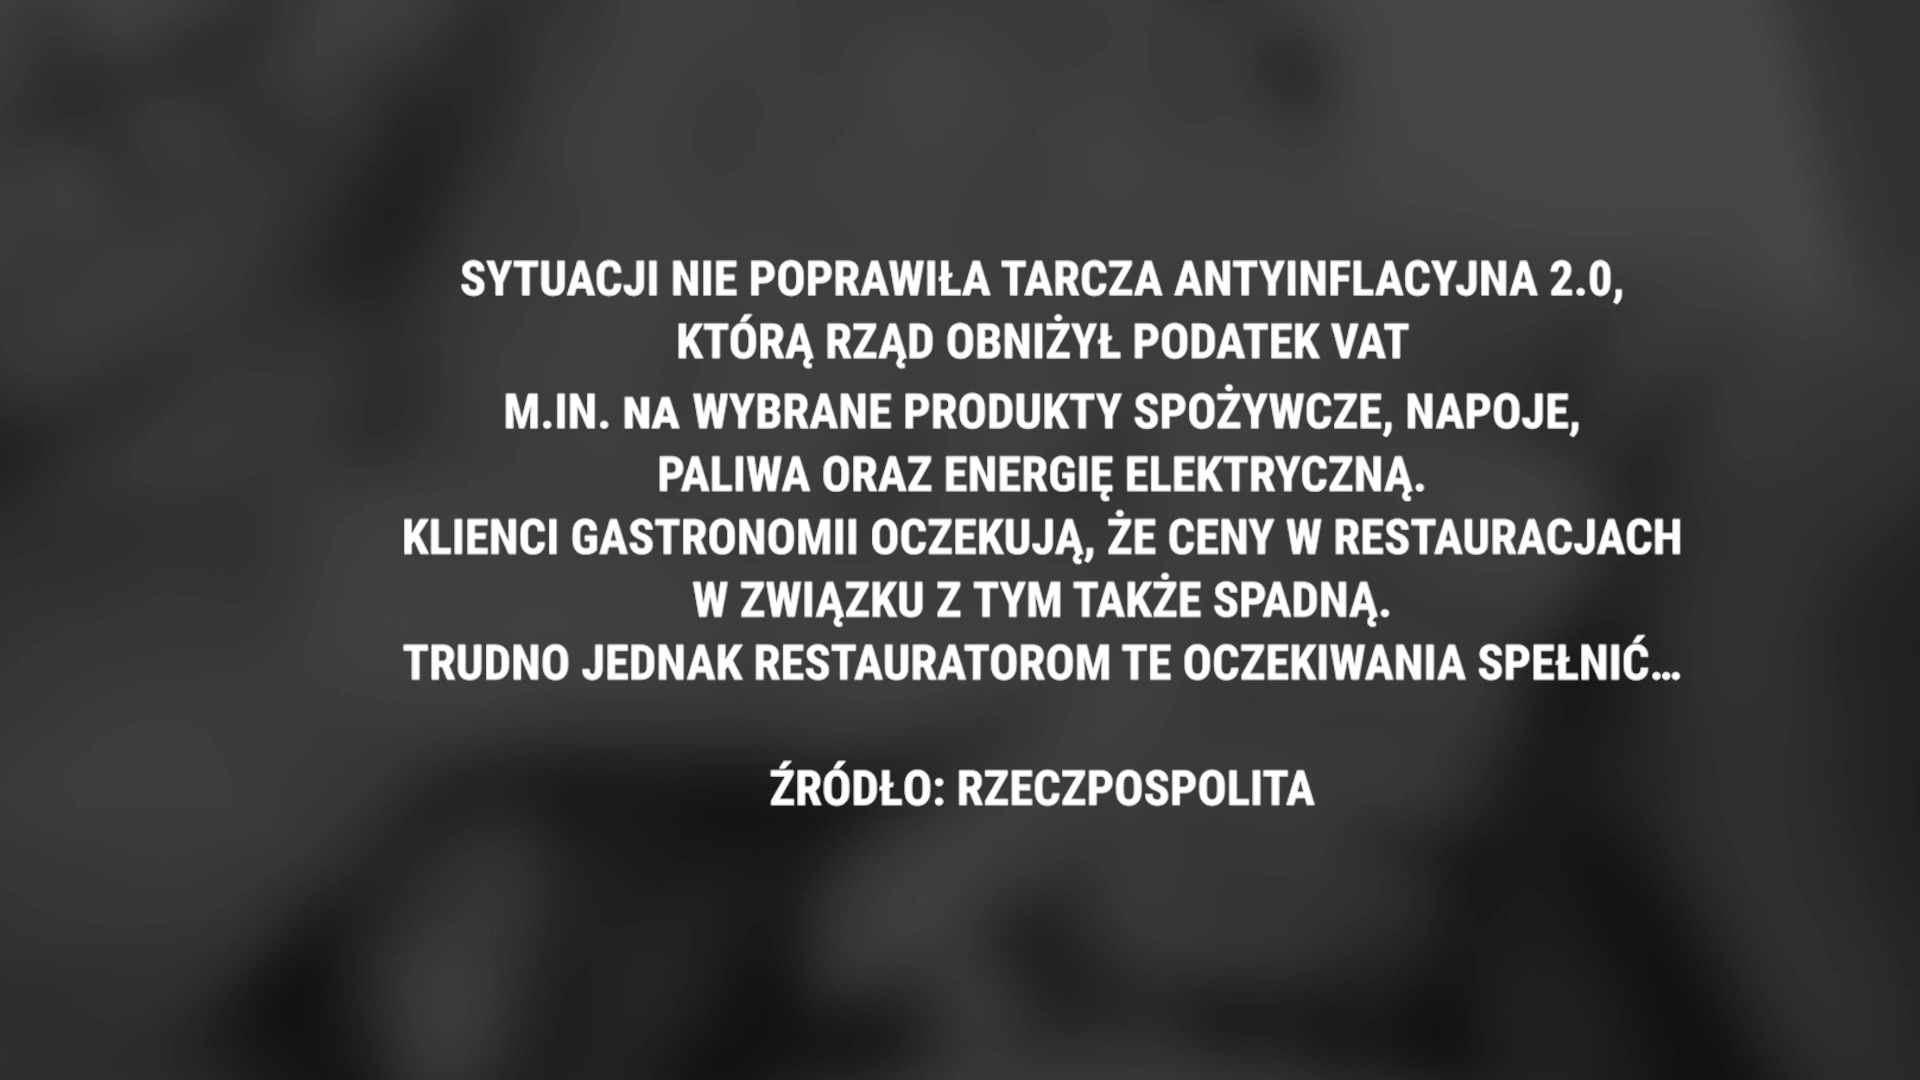 SYTUACJI NIE POPRAWIŁA TARCZA ANTYINFLACYJNA 2.0,
KTÓRĄ RZĄD OBNIŻYŁ PODATEK VAT
M.IN. NA WYBRANE PRODUKTY SPOŻYWCZE, NAPOJE,
PALIWA ORAZ ENERGIĘ ELEKTRYCZNĄ.
KLIENCI GASTRONOMII OCZEKUJĄ, ŻE CENY W RESTAURACJACH
W ZWIĄZKU Z TYM TAKŻE SPADNĄ.
TRUDNO JEDNAK RESTAURATOROM TE OCZEKIWANIA SPEŁNIĆ…
ŹRÓDŁO: RZECZPOSPOLITA